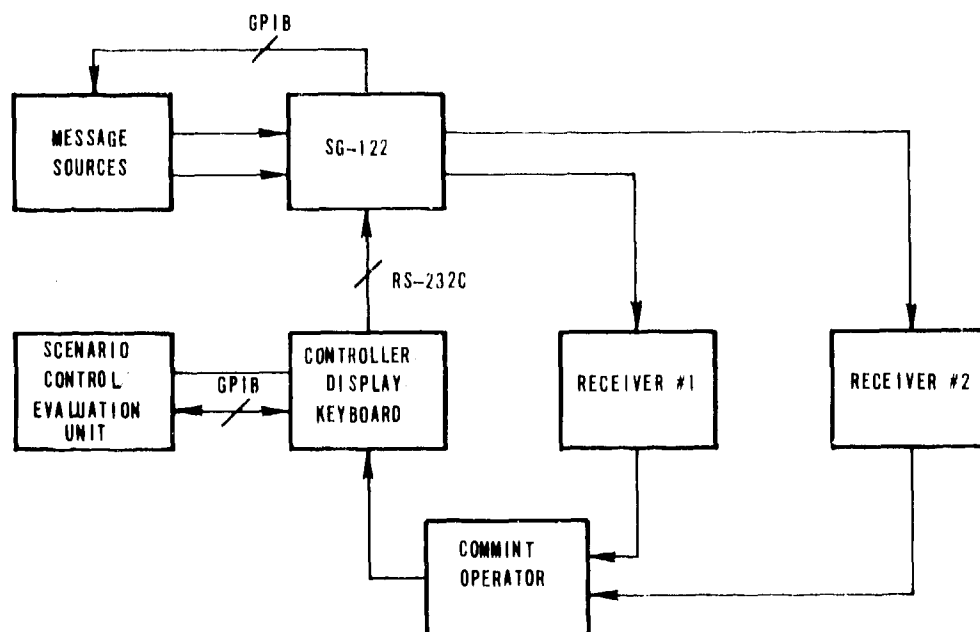 GPIB
MESSAGE
SOURCES
SG-122
RS-232C
SCENARIO
CONTROL
EVALUATION
UNIT
GPIB
CONTROLLER
DISPLAY
KEYBOARD
RECEIVER #1
RECEIVER #2
COMMINT
OPERATOR